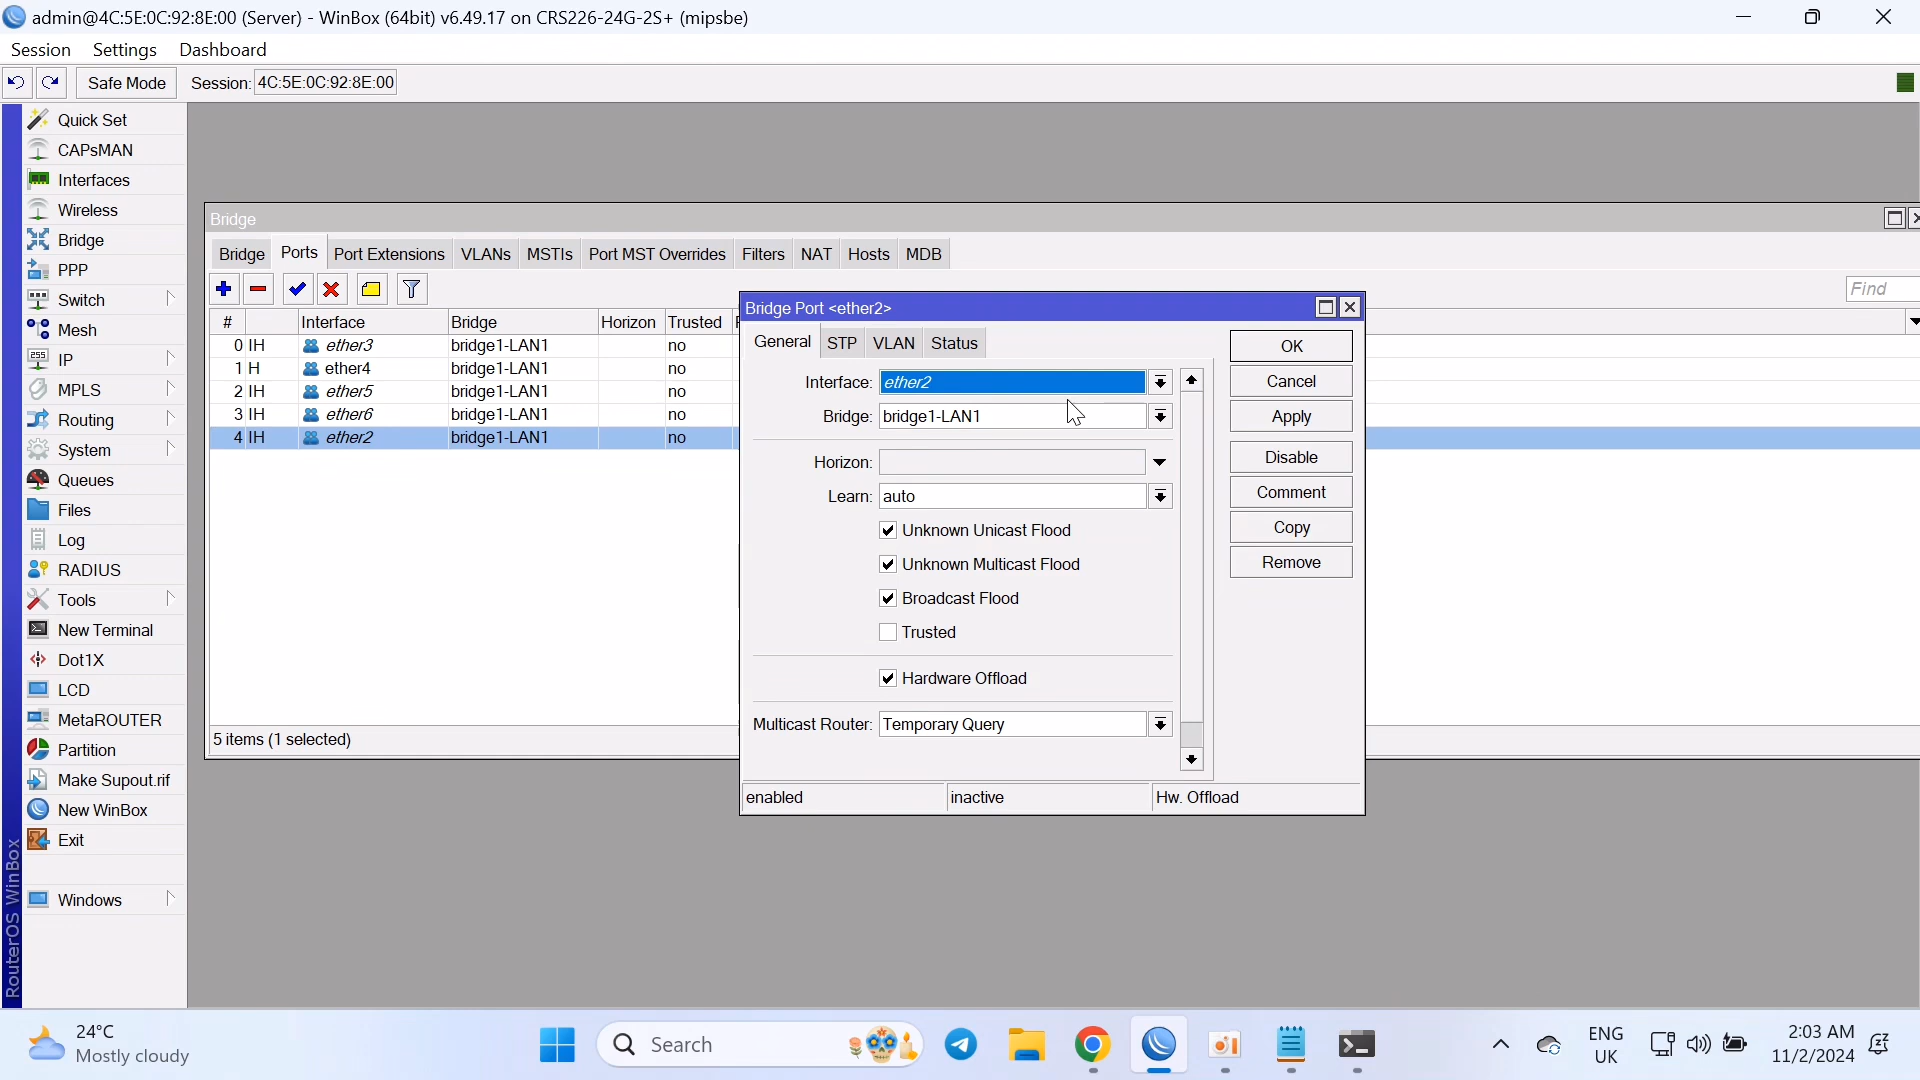 admin@4C:5E:0C:92:8E:00 (Server) - WinBox (64bit) v6.49.17 on CRS226-24G-2S+ (mipsbe)
Session Settings Dashboard
Safe Mode Session: 4C:5E:0C:92:8E:00
Quick Set
CAPsMAN
Interfaces
Wireless
Bridge
PPP
Switch
Mesh
IP
MPLS
Routing
System
Queues
Files
Log
RADIUS
Tools
New Terminal
Dot1X
LCD
MetaROUTER
Partition
Make Supout.rif
New WinBox
Exit
Windows
RouterOS WinBox
Bridge
Bridge Ports Port Extensions VLANs MSTIs Port MST Overrides Filters NAT Hosts MDB
Find
# Interface Bridge Horizon Trusted
0 IH ether3 bridge1-LAN1 no
1 H ether4 bridge1-LAN1 no
2 IH ether5 bridge1-LAN1 no
3 IH ether6 bridge1-LAN1 no
4 IH ether2 bridge1-LAN1 no
5 items (1 selected)
Bridge Port <ether2>
General STP VLAN Status
Interface: ether2
Bridge: bridge1-LAN1
Horizon:
Learn: auto
Unknown Unicast Flood
Unknown Multicast Flood
Broadcast Flood
Trusted
Hardware Offload
Multicast Router: Temporary Query
OK
Cancel
Apply
Disable
Comment
Copy
Remove
enabled inactive Hw. Offload
24°C
Mostly cloudy
Search
ENG
UK
2:03 AM
11/2/2024